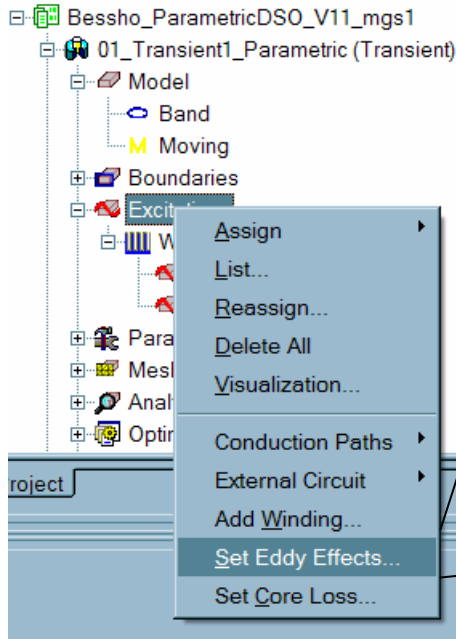 Bessho_ParametricDSO_V11_mgs1
01_Transient1_Parametric (Transient)
Model
Band
M Moving
Boundaries
Assign
List...
Reassign...
Delete All
Visualization...
Conduction Paths
External Circuit
Add Winding...
Set Eddy Effects...
Set Core Loss...